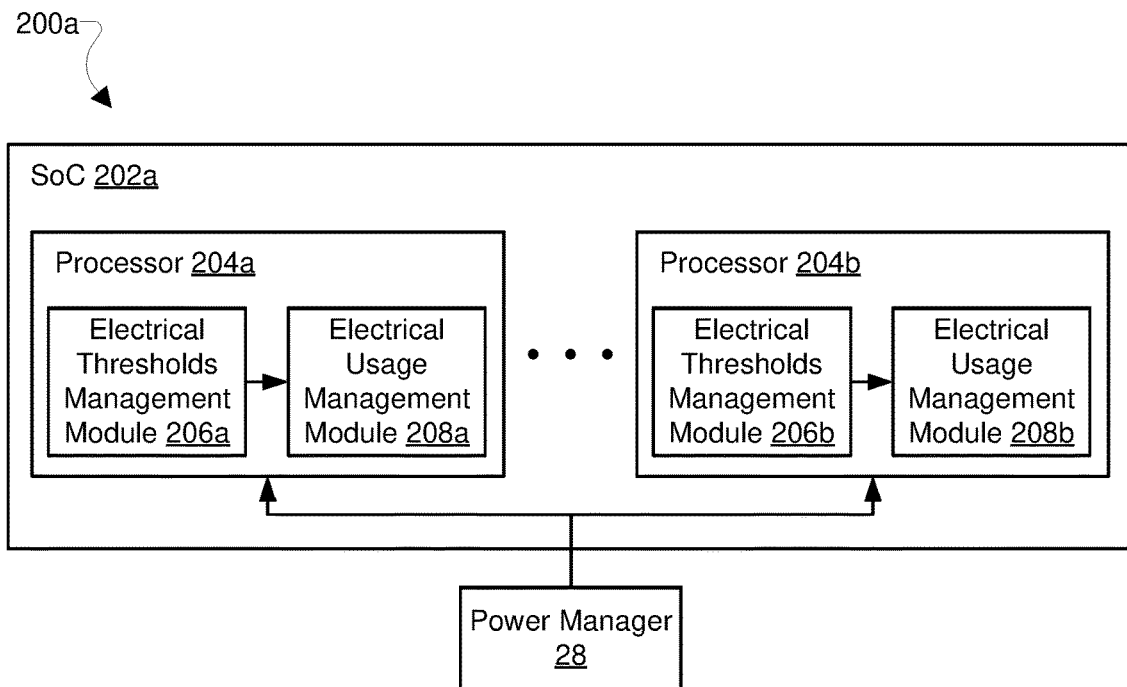 200a
SoC 202a
Processor 204a
Electrical
Thresholds
Management
Module 206a
Electrical
Usage
Management
Module 208a
• • •
Processor 204b
Electrical
Thresholds
Management
Module 206b
Electrical
Usage
Management
Module 208b
Power Manager
28